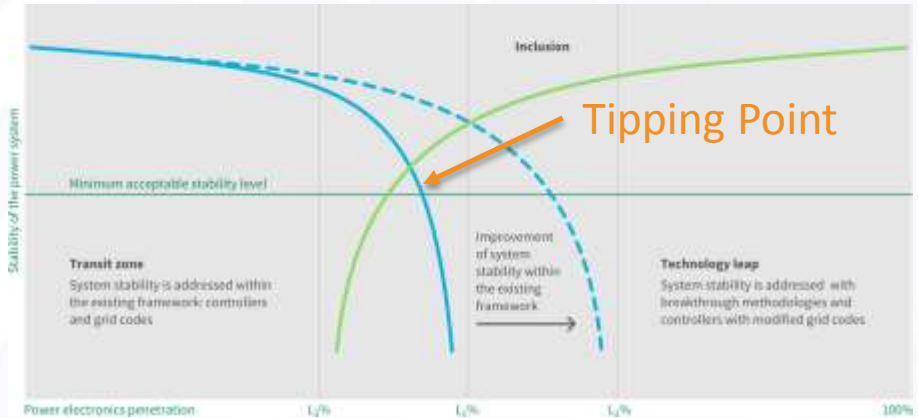 Inclusion
Tipping Point
Stability of the power system
Minimum acceptable stability level
Transit zone
System stability is addressed within
the existing framework: controllers
and grid codes
Improvement
of system
stability within
the existing
framework
Technology leap
System stability is addressed with
breakthrough methodologies and
controllers with modified grid codes
Power electronics penetration
100%